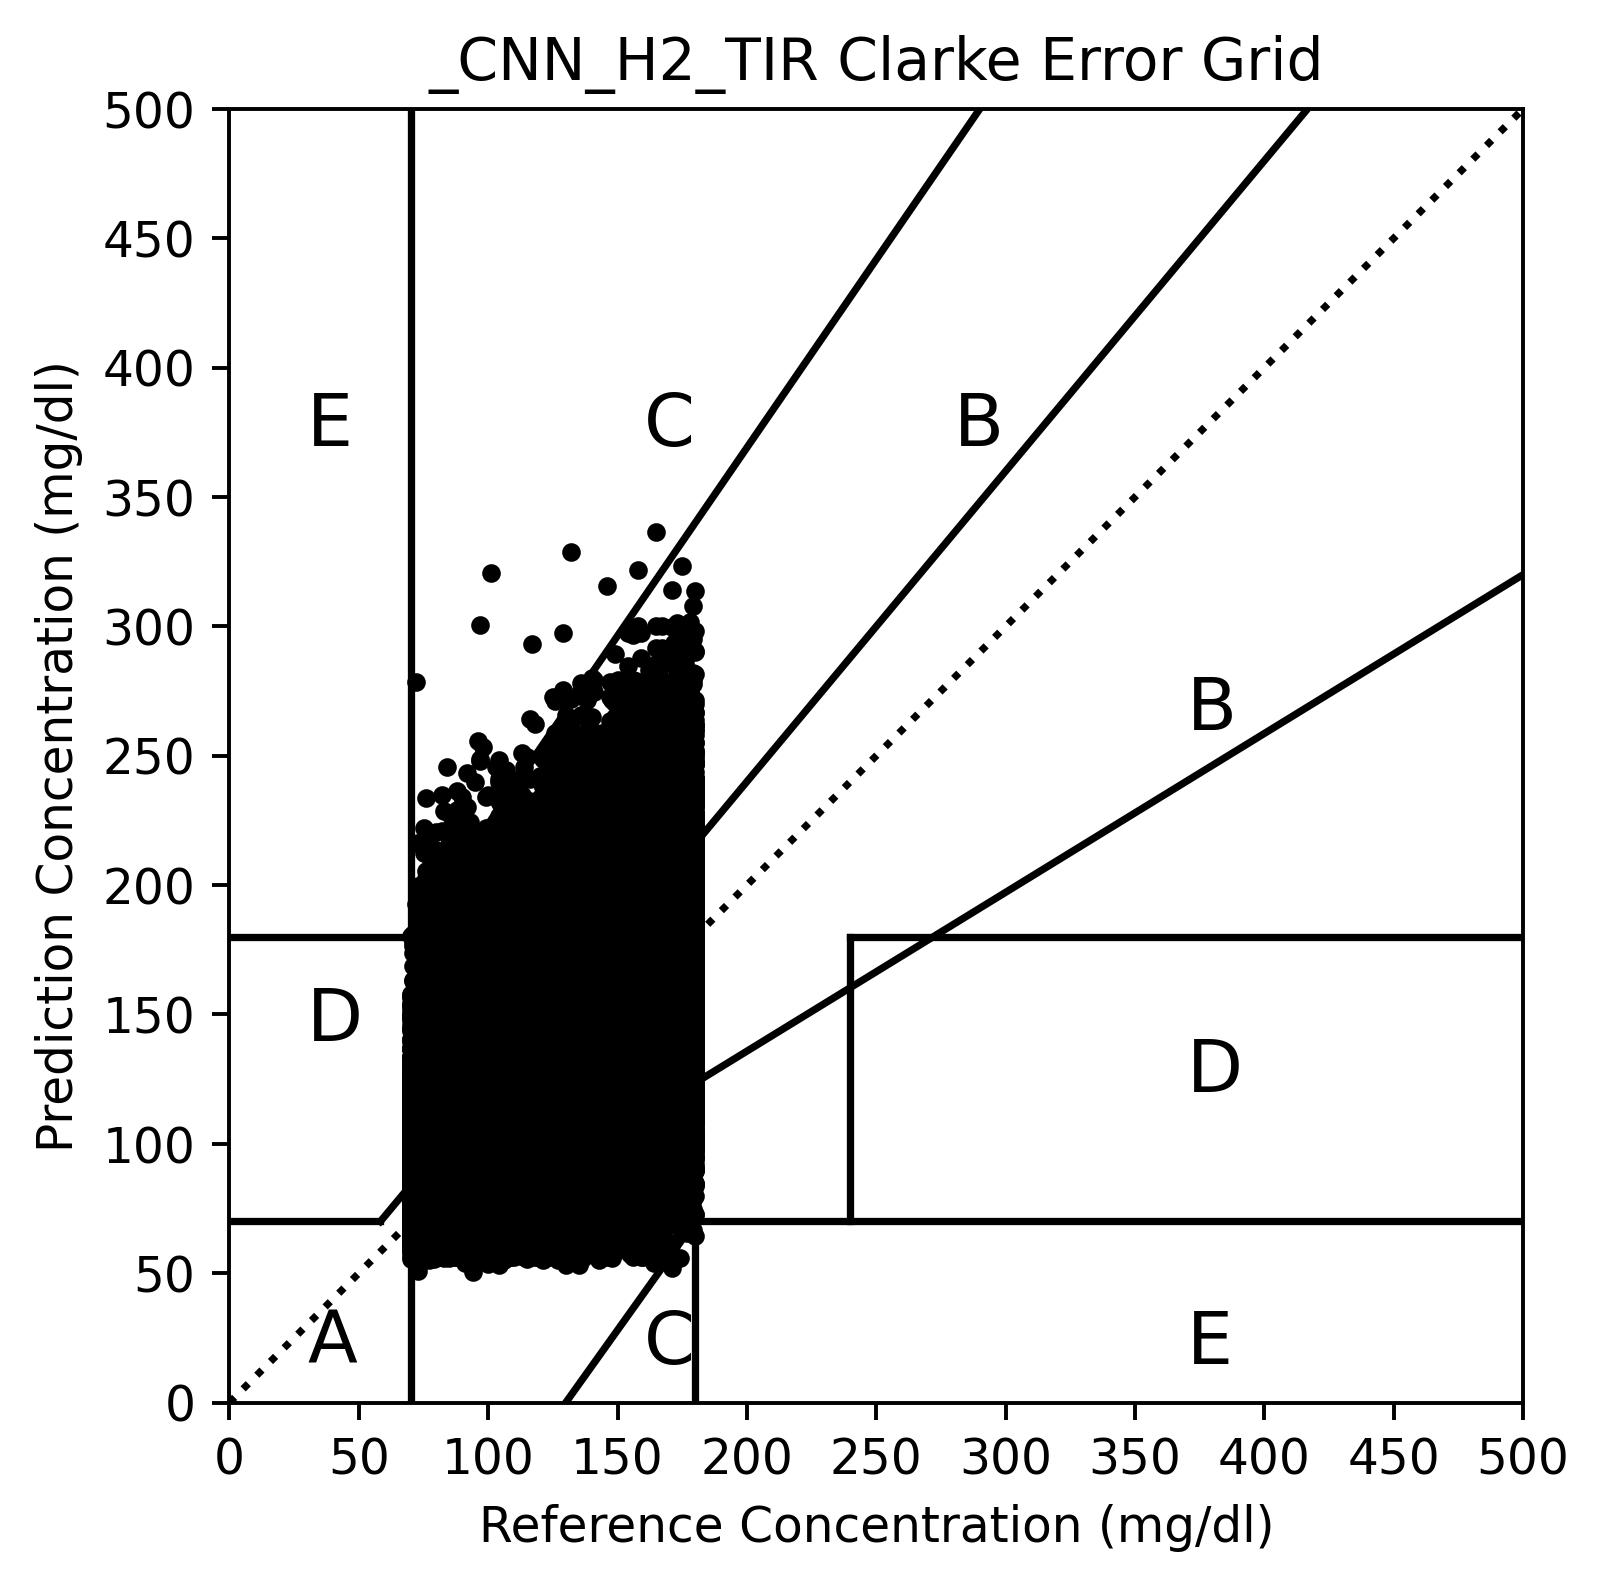 _CNN_H2_TIR Clarke Error Grid
500
450
400
350
300
250
200
150
100
50
0
Prediction Concentration (mg/dl)
E
C
B
B
D
D
A
C
E
0 50 100 150 200 250 300 350 400 450 500
Reference Concentration (mg/dl)